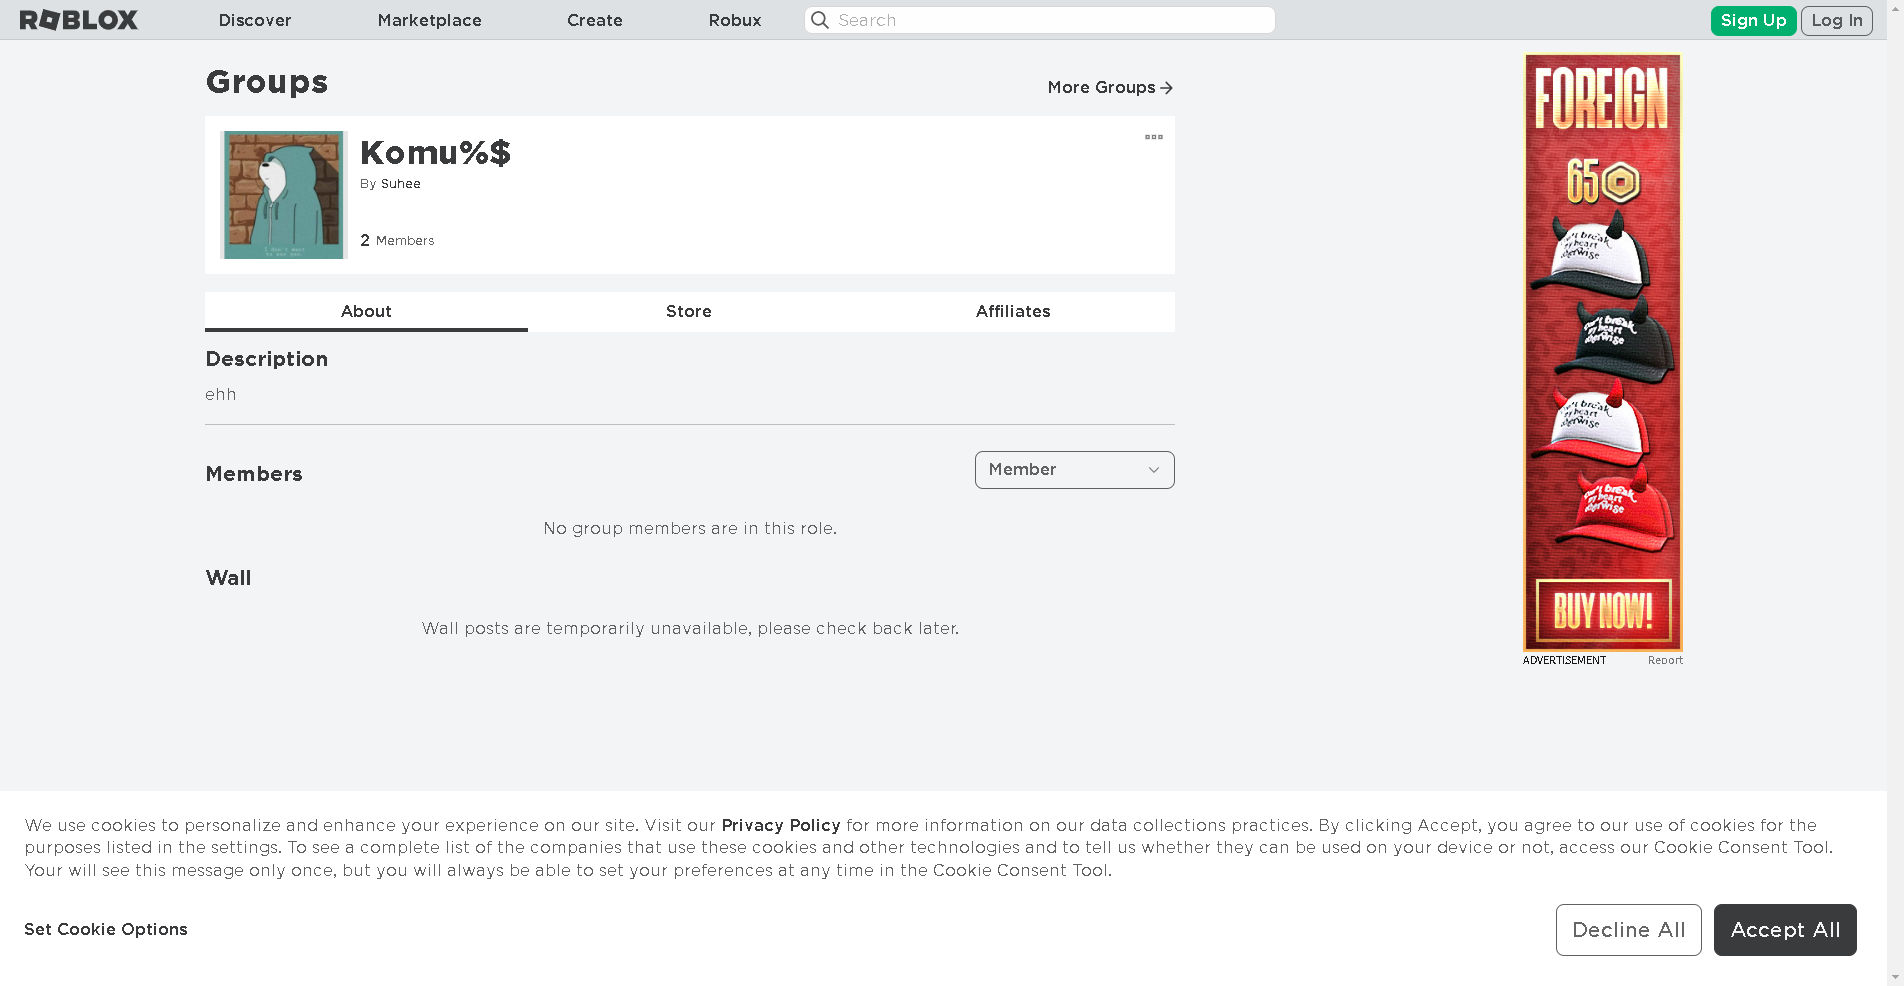 ROBLOX
Discover
Marketplace
Create
Robux
Search
Sign Up
Log In
Groups
More Groups
Komu%$
By Suhee
2 Members
I don't want
to see you.
About
Store
Affiliates
Description
ehh
Members
Member
No group members are in this role.
Wall
Wall posts are temporarily unavailable, please check back later.
FOREIGN
65
BUY NOW!
ADVERTISEMENT
Report
We use cookies to personalize and enhance your experience on our site. Visit our Privacy Policy for more information on our data collections practices. By clicking Accept, you agree to our use of cookies for the
purposes listed in the settings. To see a complete list of the companies that use these cookies and other technologies and to tell us whether they can be used on your device or not, access our Cookie Consent Tool.
Your will see this message only once, but you will always be able to set your preferences at any time in the Cookie Consent Tool.
Set Cookie Options
Decline All
Accept All